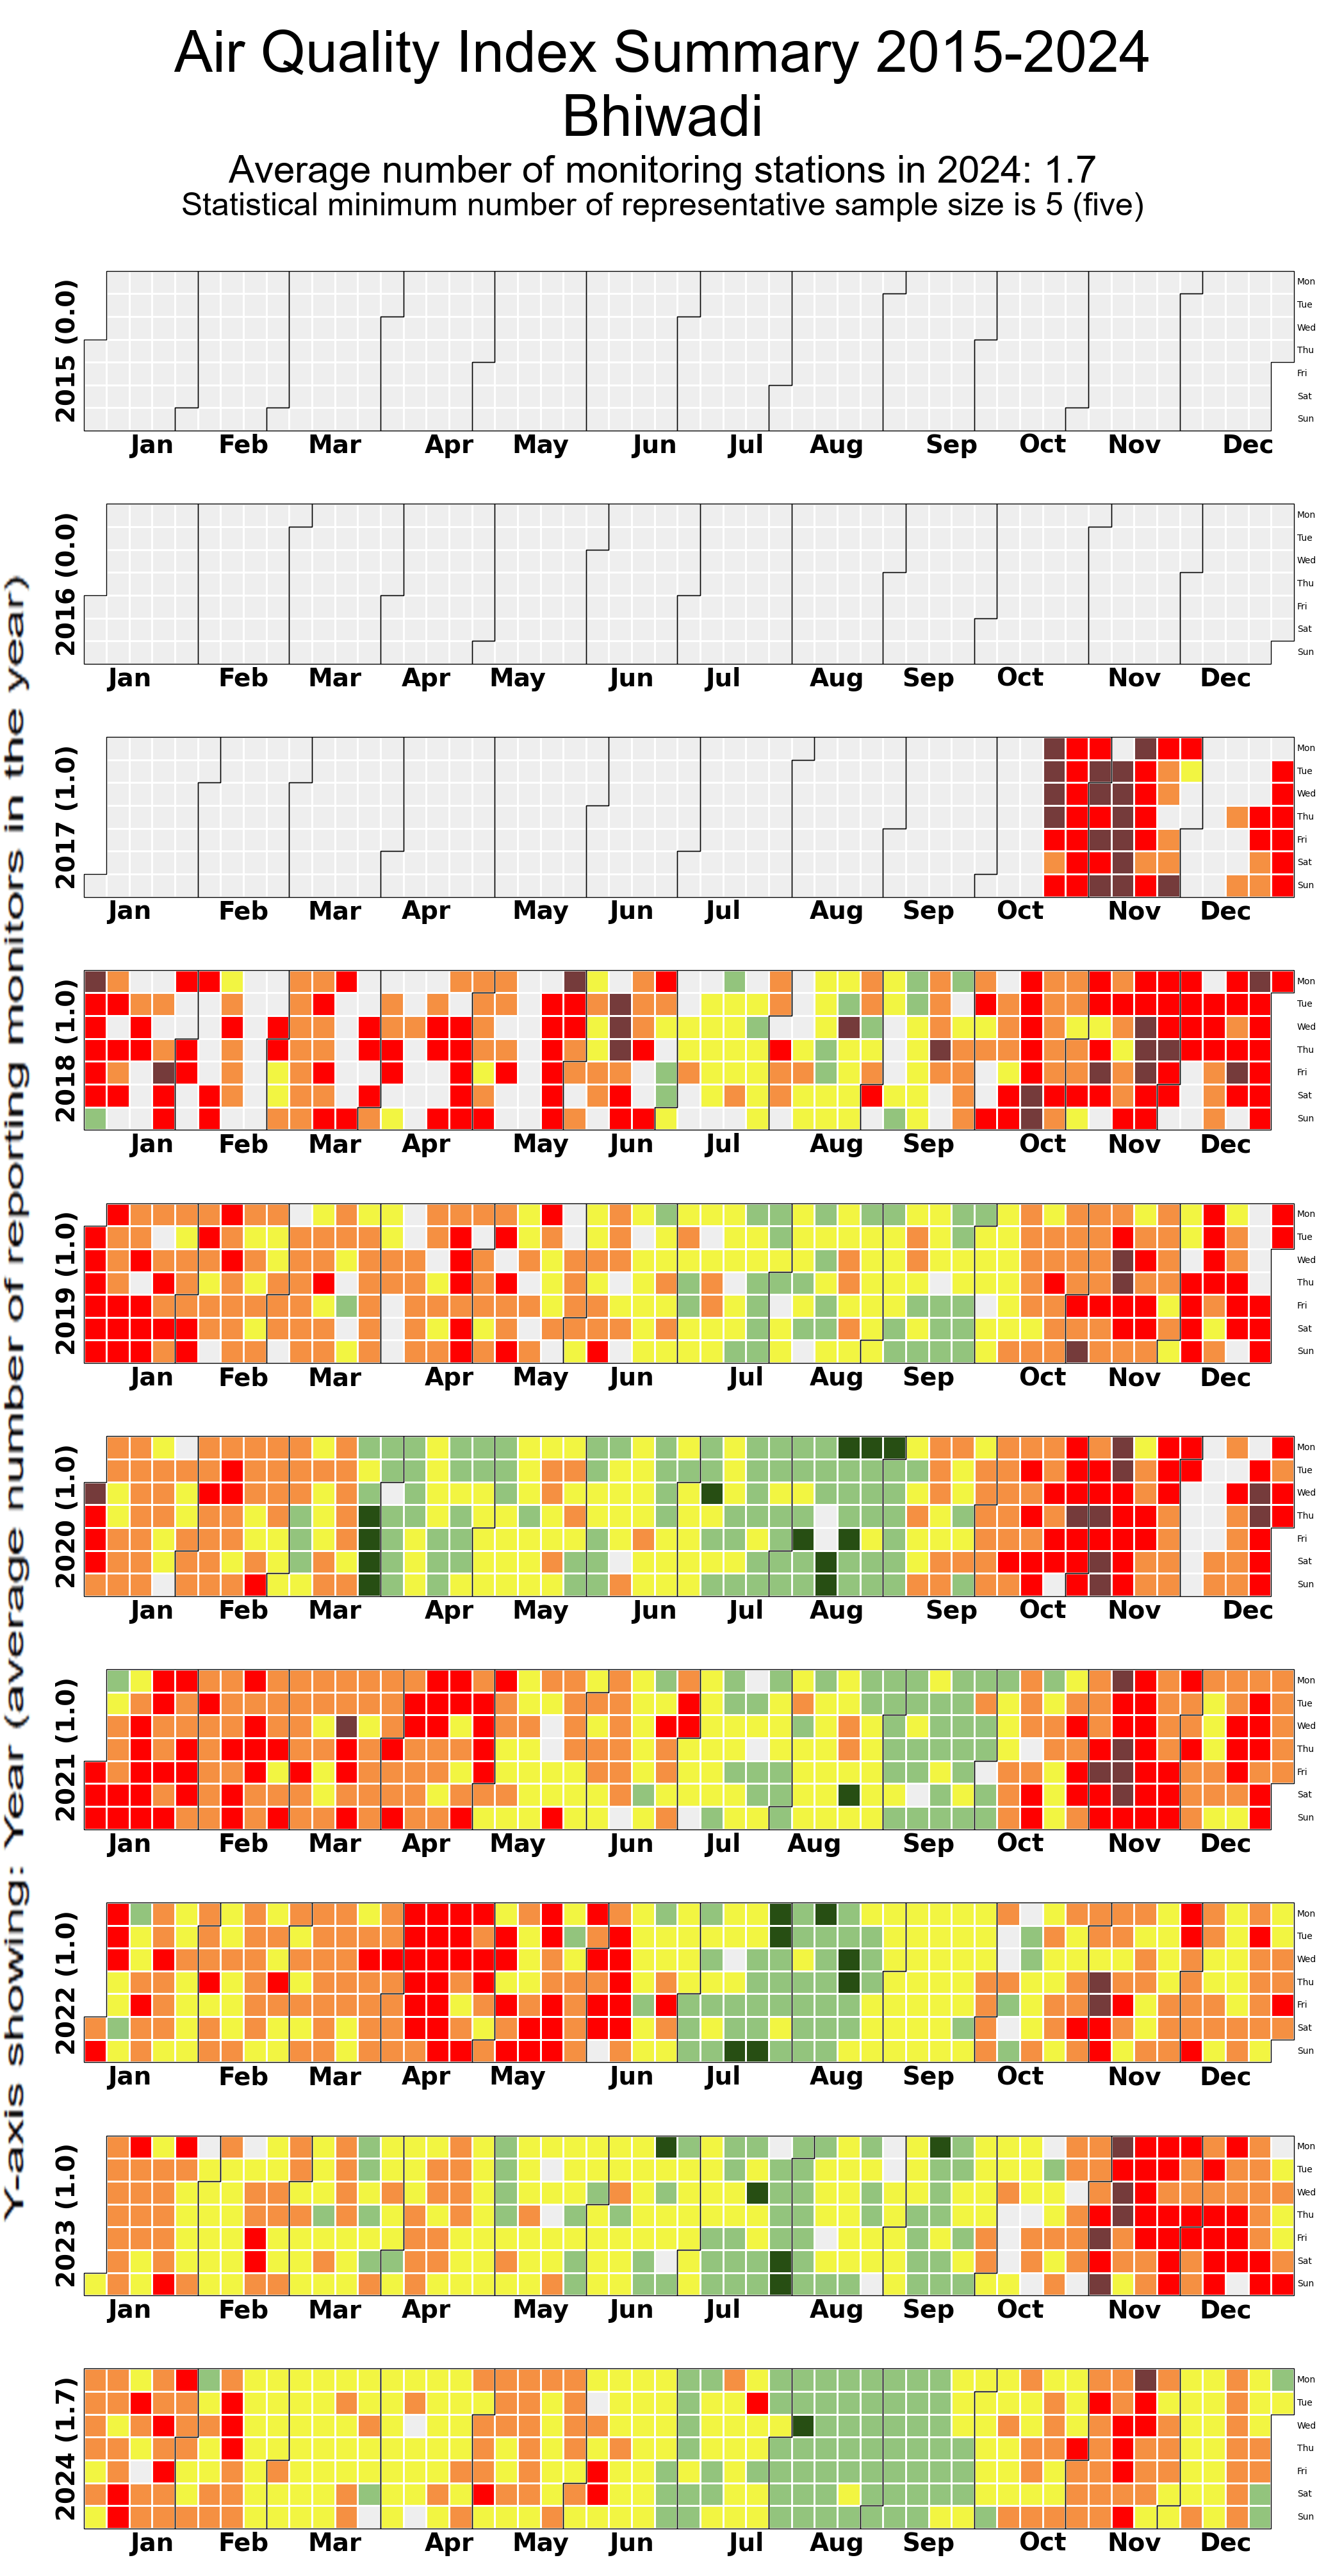 Air Quality Index Summary 2015-2024
Bhiwadi
Average number of monitoring stations in 2024: 1.7
Statistical minimum number of representative sample size is 5 (five)
Y-axis showing: Year (average number of reporting monitors in the year)
2015 (0.0)
Mon
Tue
Wed
Thu
Fri
Sat
Sun
Jan Feb Mar Apr May Jun Jul Aug Sep Oct Nov Dec
2016 (0.0)
Mon
Tue
Wed
Thu
Fri
Sat
Sun
Jan Feb Mar Apr May Jun Jul Aug Sep Oct Nov Dec
2017 (1.0)
Mon
Tue
Wed
Thu
Fri
Sat
Sun
Jan Feb Mar Apr May Jun Jul Aug Sep Oct Nov Dec
2018 (1.0)
Mon
Tue
Wed
Thu
Fri
Sat
Sun
Jan Feb Mar Apr May Jun Jul Aug Sep Oct Nov Dec
2019 (1.0)
Mon
Tue
Wed
Thu
Fri
Sat
Sun
Jan Feb Mar Apr May Jun Jul Aug Sep Oct Nov Dec
2020 (1.0)
Mon
Tue
Wed
Thu
Fri
Sat
Sun
Jan Feb Mar Apr May Jun Jul Aug Sep Oct Nov Dec
2021 (1.0)
Mon
Tue
Wed
Thu
Fri
Sat
Sun
Jan Feb Mar Apr May Jun Jul Aug Sep Oct Nov Dec
2022 (1.0)
Mon
Tue
Wed
Thu
Fri
Sat
Sun
Jan Feb Mar Apr May Jun Jul Aug Sep Oct Nov Dec
2023 (1.0)
Mon
Tue
Wed
Thu
Fri
Sat
Sun
Jan Feb Mar Apr May Jun Jul Aug Sep Oct Nov Dec
2024 (1.7)
Mon
Tue
Wed
Thu
Fri
Sat
Sun
Jan Feb Mar Apr May Jun Jul Aug Sep Oct Nov Dec